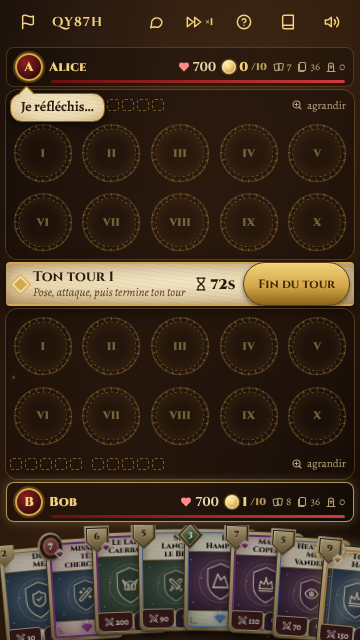 QY87H ×1
A Alice 700 0 /10 7 36 0
Je réfléchis...
agrandir
I II III IV V
VI VII VIII IX X
Ton tour 1
Pose, attaque, puis termine ton tour
72s
Fin du tour
I II III IV V
VI VII VIII IX X
agrandir
B Bob 700 1 /10 8 36 0
2 7 6 5 3 7 5 9
200 90 110 70 150